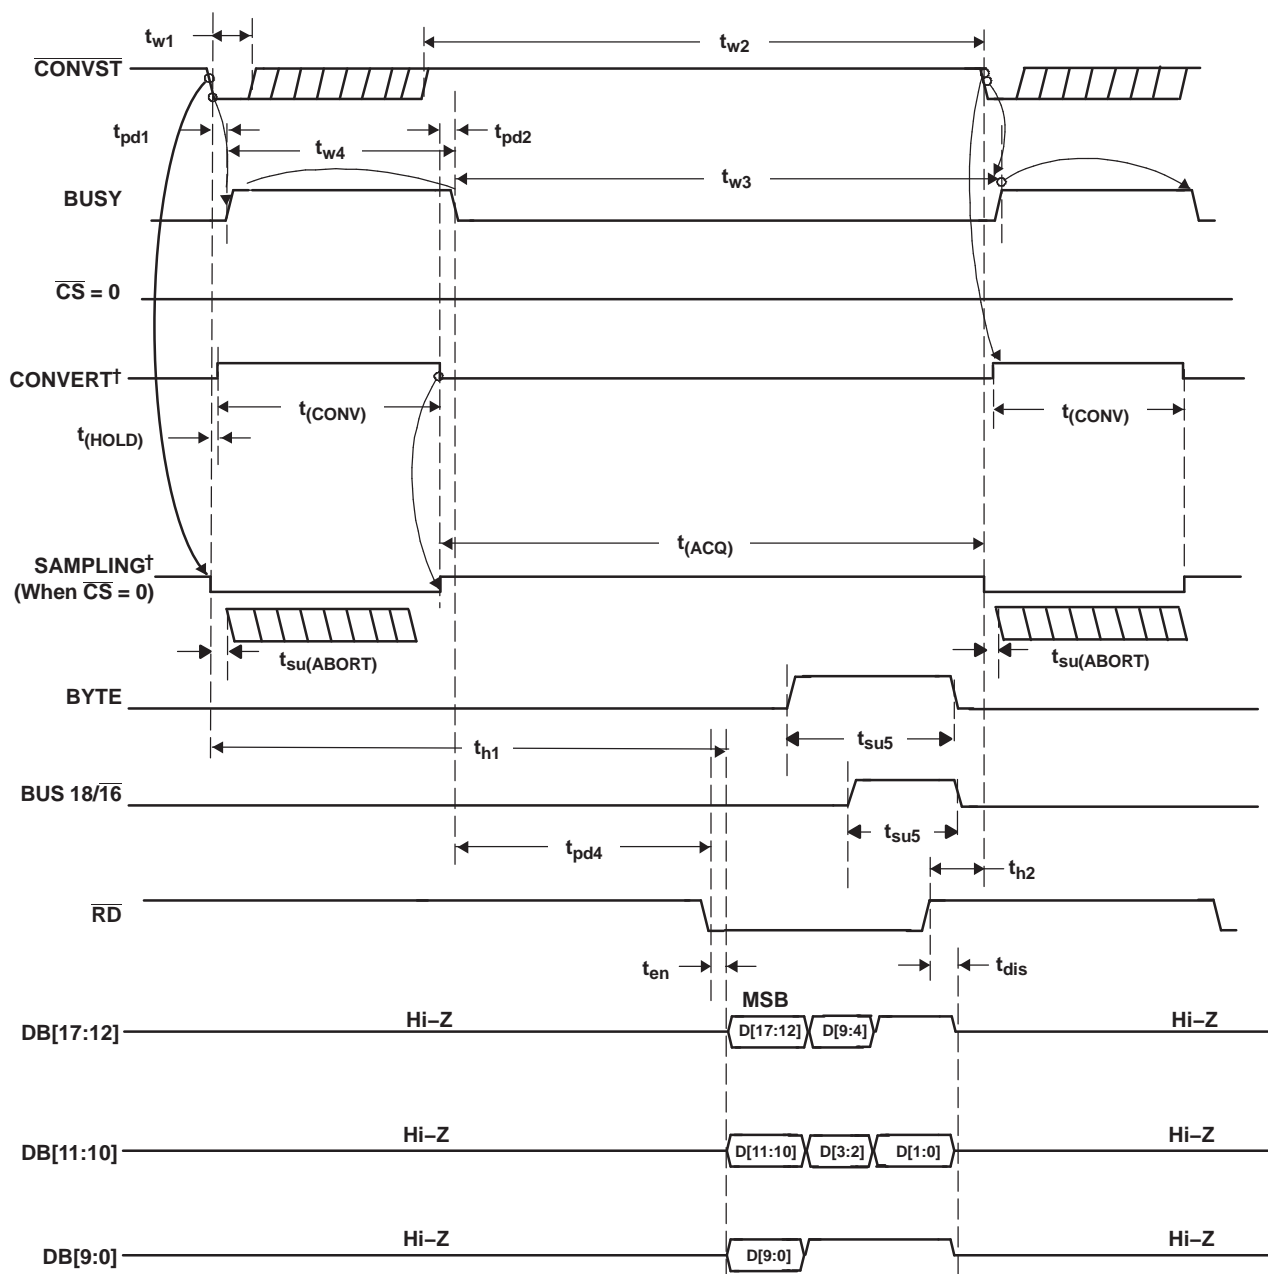 tw1
tw2
CONVST
tpd1
tpd2
tw4
tw3
BUSY
CS = 0
CONVERT†
t(CONV)
t(CONV)
t(HOLD)
t(ACQ)
SAMPLING†
(When CS = 0)
tsu(ABORT)
tsu(ABORT)
BYTE
th1
tsu5
BUS 18/16
tsu5
tpd4
th2
RD
ten
tdis
MSB
Hi–Z
Hi–Z
DB[17:12]
D[17:12]
D[9:4]
Hi–Z
Hi–Z
DB[11:10]
D[11:10]
D[3:2]
D[1:0]
Hi–Z
Hi–Z
DB[9:0]
D[9:0]